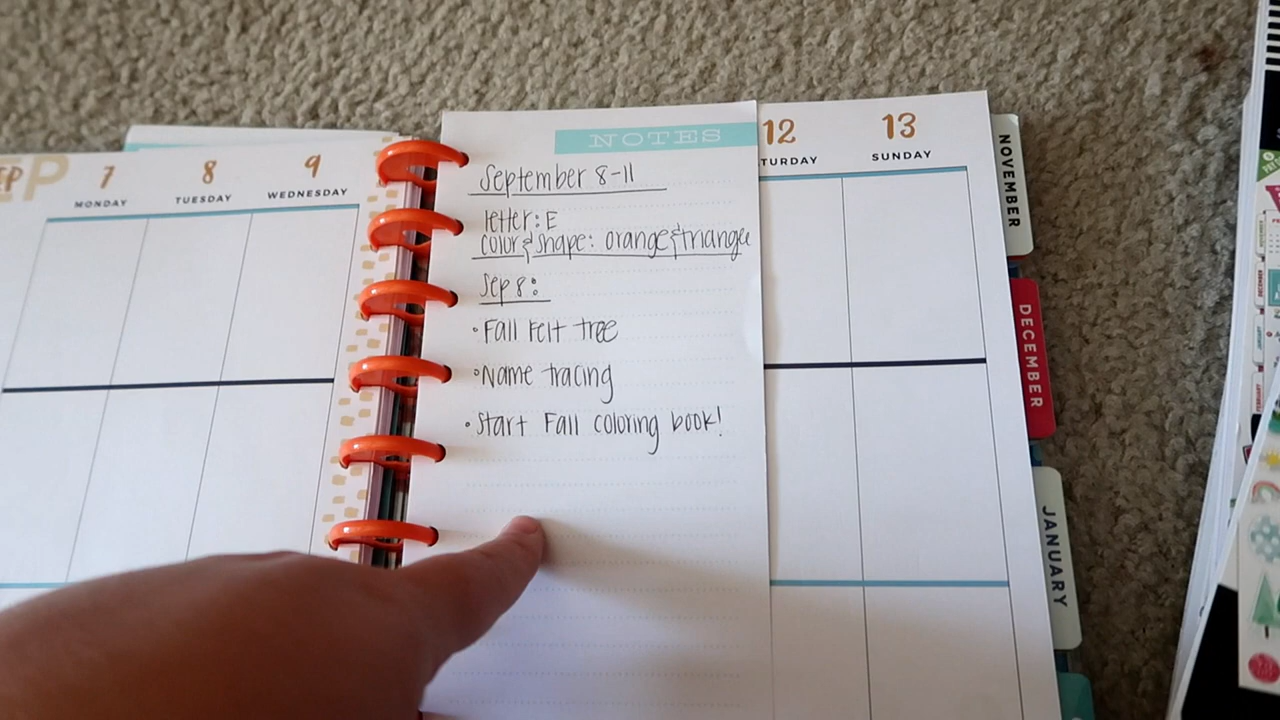 SEP
7
MONDAY
8
TUESDAY
9
WEDNESDAY
NOTES
September 8-11
letter: E
color & shape: orange & triangle
Sep 8:
• Fall Felt tree
• Name tracing
• Start Fall coloring book!
12
TURDAY
13
SUNDAY
NOVEMBER
DECEMBER
JANUARY